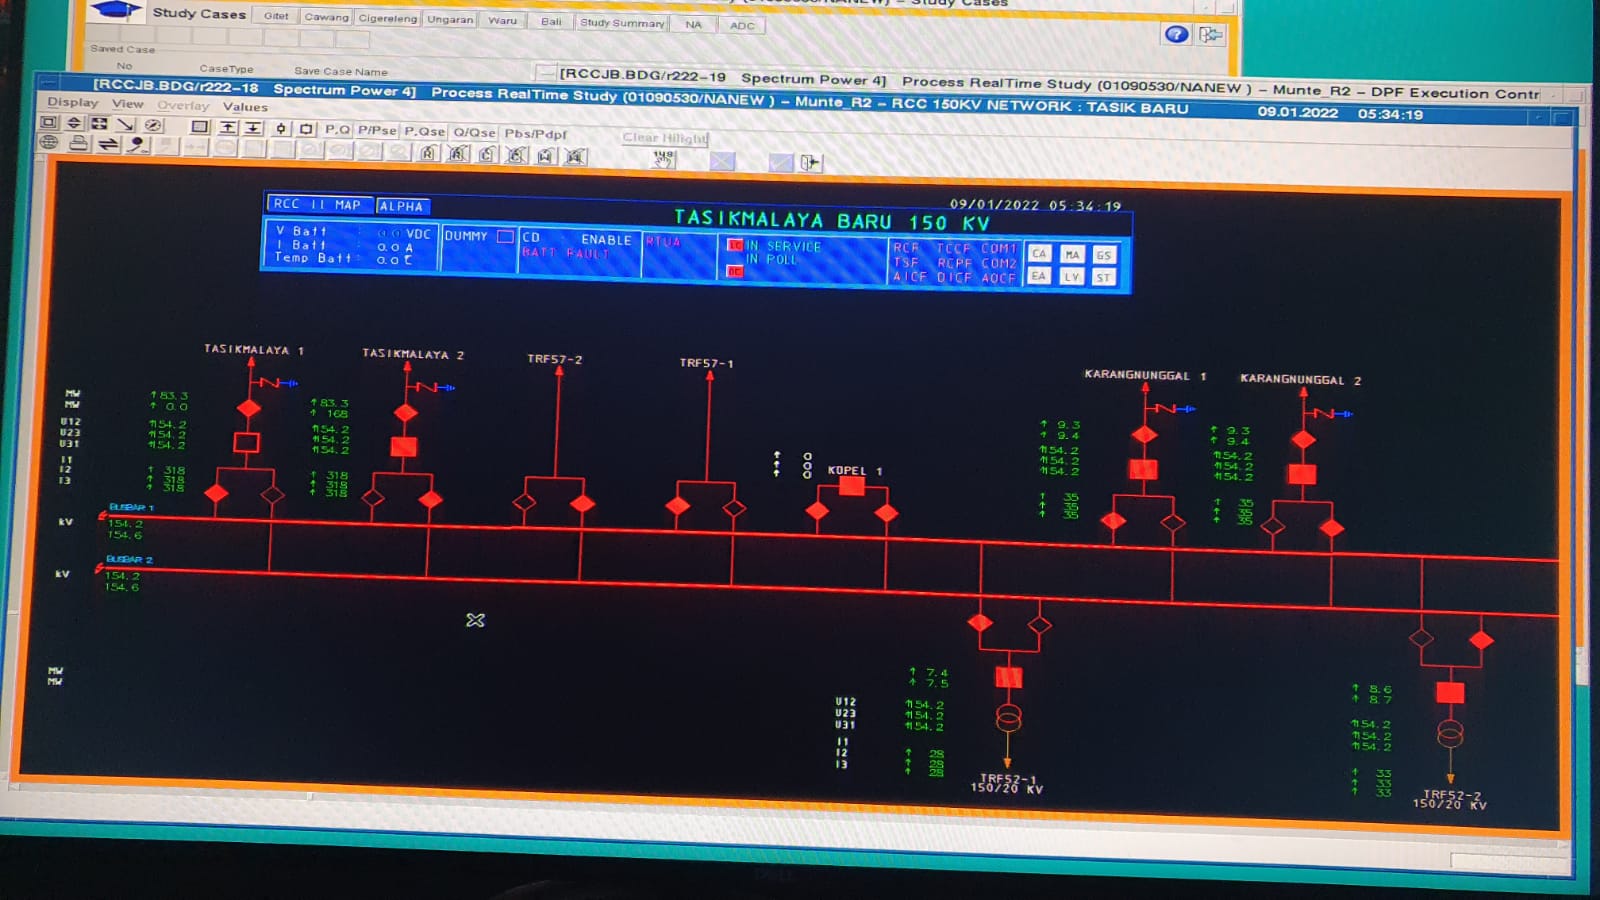 Study Cases
Study Cases Gitet Cawang Cigereleng Ungaran Waru Bali Study Summary NA ADC
Saved Case
No CaseType Save Case Name
[RCCJB.BDG/r222-19 Spectrum Power 4] Process RealTime Study (01090530/NANEW ) - Munte_R2 - DPF Execution Contr
[RCCJB.BDG/r222-18 Spectrum Power 4] Process RealTime Study (01090530/NANEW ) - Munte_R2 - RCC 150KV NETWORK : TASIK BARU 09.01.2022 05:34:19
Display View Overlay Values
P,Q P/Pse P,Qse Q/Qse Pbs/Pdpf Clear Hilight
RCC II MAP ALPHA 09/01/2022 05:34:19
TASIKMALAYA BARU 150 KV
V Batt : 0.0 VDC DUMMY CD ENABLE RTUA IN SERVICE RCF TCCF COM1 CA MA GS
I Batt : 0.0 A BATT FAULT IN POLL TSF RCPF COM2
Temp Batt: 0.0 C AICF DICF AOCF EA LV ST
TASIKMALAYA 1 TASIKMALAYA 2 TRF57-2 TRF57-1 KARANGNUNGGAL 1 KARANGNUNGGAL 2
MW ↑ 83.3 ↑ 83.3 ↑ 9.3 ↑ 9.3
MW ↑ 0.0 ↑ 168 ↑ 9.4 ↑ 9.4
U12 ↑154.2 ↑154.2 ↑154.2 ↑154.2
U23 ↑154.2 ↑154.2 ↑154.2 ↑154.2
U31 ↑154.2 ↑154.2 ↑154.2 ↑154.2
I1 ↑ 318 ↑ 318 ↑ 0 ↑ 35 ↑ 35
I2 ↑ 318 ↑ 318 ↑ 0 ↑ 35 ↑ 35
I3 ↑ 318 ↑ 318 ↑ 0 ↑ 35 ↑ 35
KOPEL 1
BUSBAR 1
kV 154.2
154.6
BUSBAR 2
kV 154.2
154.6
MW ↑ 7.4 ↑ 8.6
MW ↑ 7.5 ↑ 8.7
U12 ↑154.2 ↑154.2
U23 ↑154.2 ↑154.2
U31 ↑154.2 ↑154.2
I1 ↑ 28 ↑ 33
I2 ↑ 28 ↑ 33
I3 ↑ 28 ↑ 33
TRF52-1 TRF52-2
150/20 KV 150/20 KV
DELL